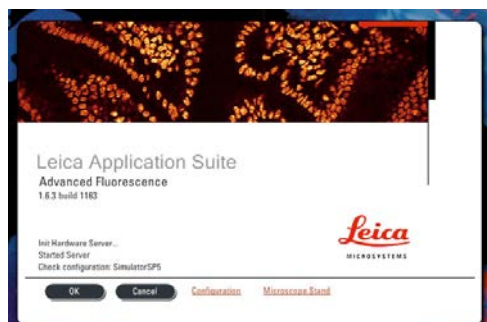 Leica Application Suite
Advanced Fluorescence
1.6.3 build 1163
Init Hardware Server...
Started Server
Check configuration: SimulatorSP5
Leica
MICROSYSTEMS
OK Cancel Configuration Microscope Stand